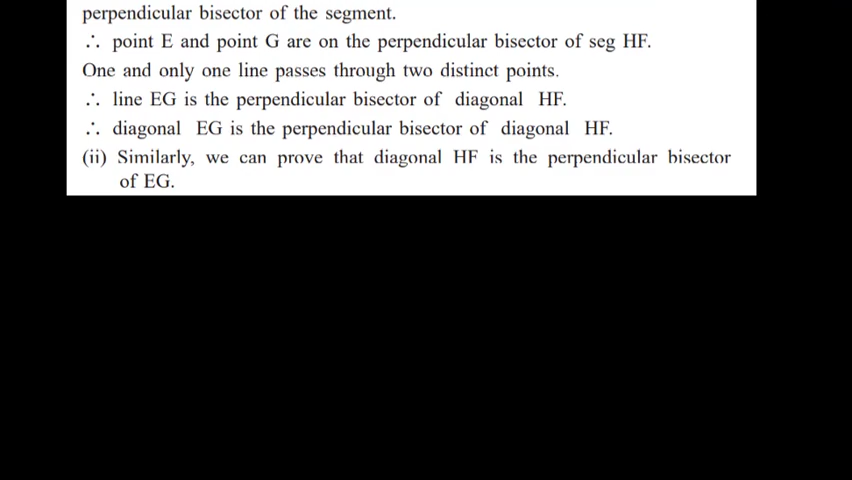 perpendicular bisector of the segment.
∴ point E and point G are on the perpendicular bisector of seg HF.
One and only one line passes through two distinct points.
∴ line EG is the perpendicular bisector of diagonal HF.
∴ diagonal EG is the perpendicular bisector of diagonal HF.
(ii) Similarly, we can prove that diagonal HF is the perpendicular bisector
of EG.